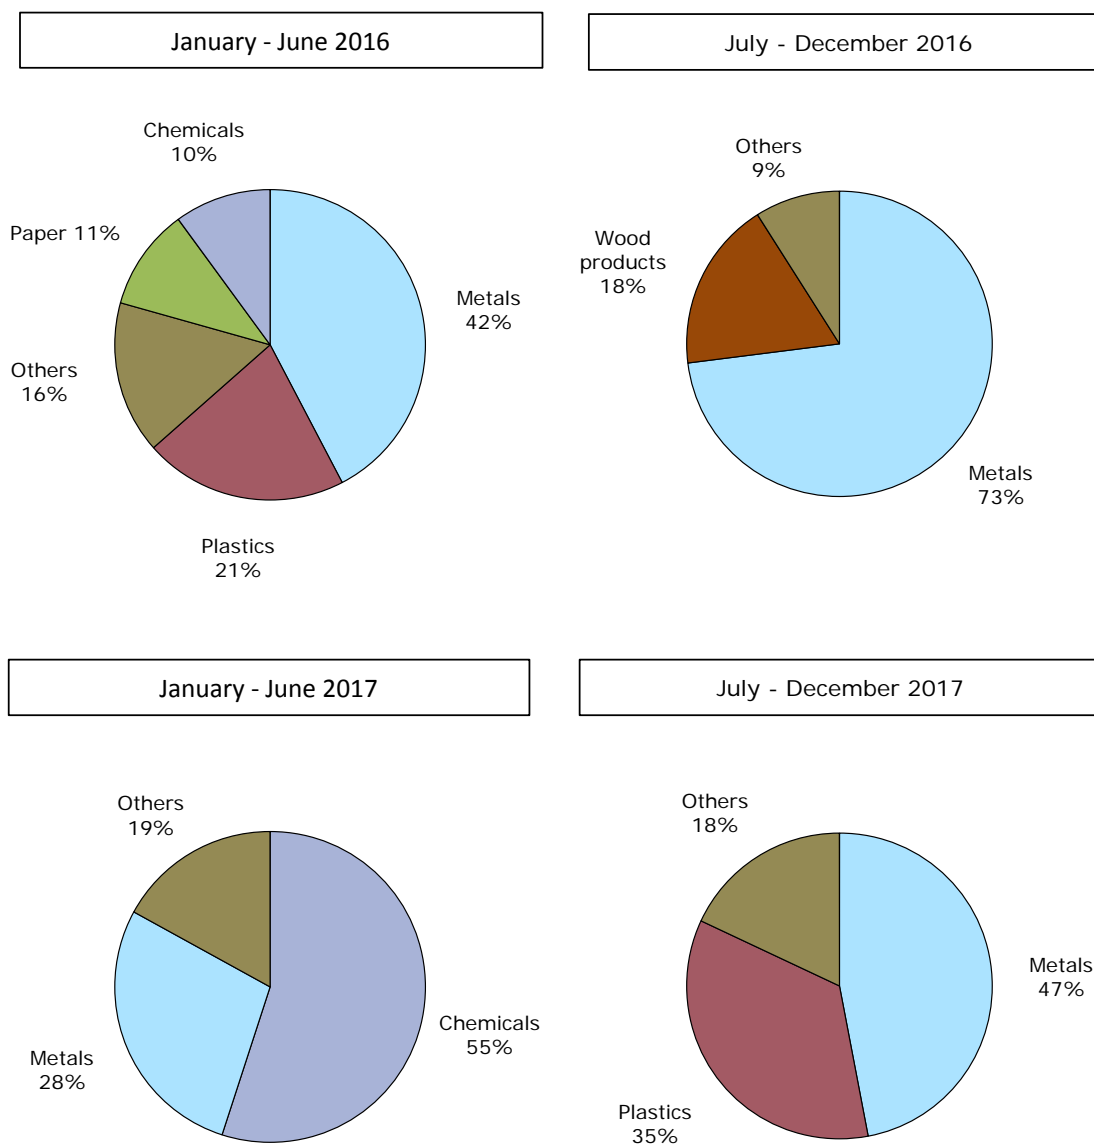 January - June 2016
July - December 2016
Chemicals
10%
Paper 11%
Others
16%
Plastics
21%
Metals
42%
Others
9%
Wood
products
18%
Metals
73%
January - June 2017
July - December 2017
Others
19%
Metals
28%
Chemicals
55%
Others
18%
Plastics
35%
Metals
47%